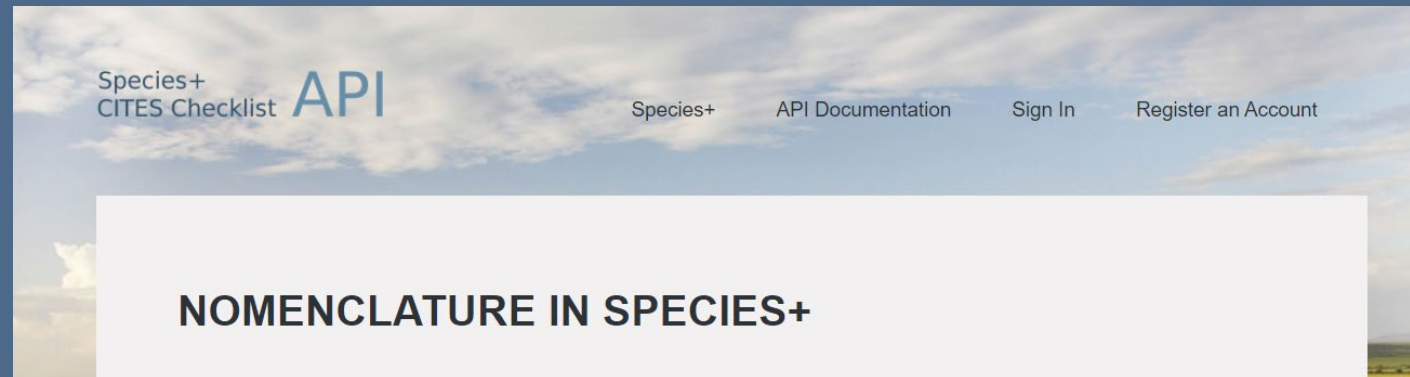 Species+
CITES Checklist API
Species+ API Documentation Sign In Register an Account
NOMENCLATURE IN SPECIES+